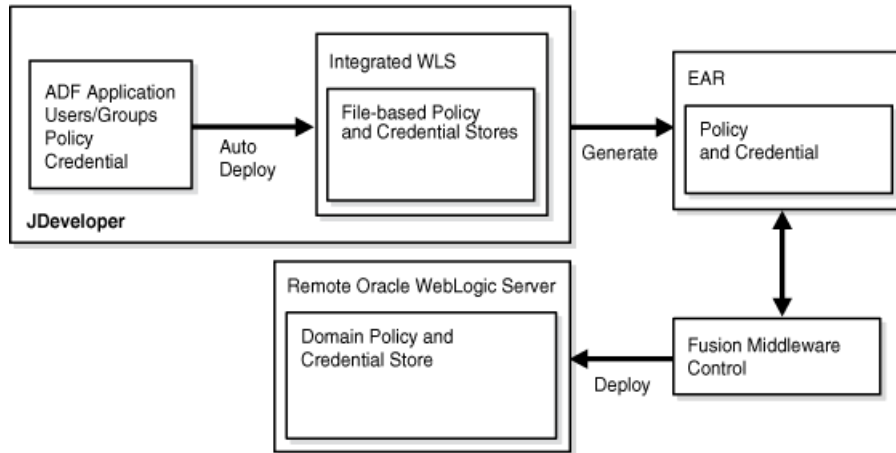 ADF Application
Users/Groups
Policy
Credential
Auto
Deploy
Integrated WLS
File-based Policy
and Credential Stores
JDeveloper
Generate
EAR
Policy
and Credential
Remote Oracle WebLogic Server
Domain Policy and
Credential Store
Deploy
Fusion Middleware
Control